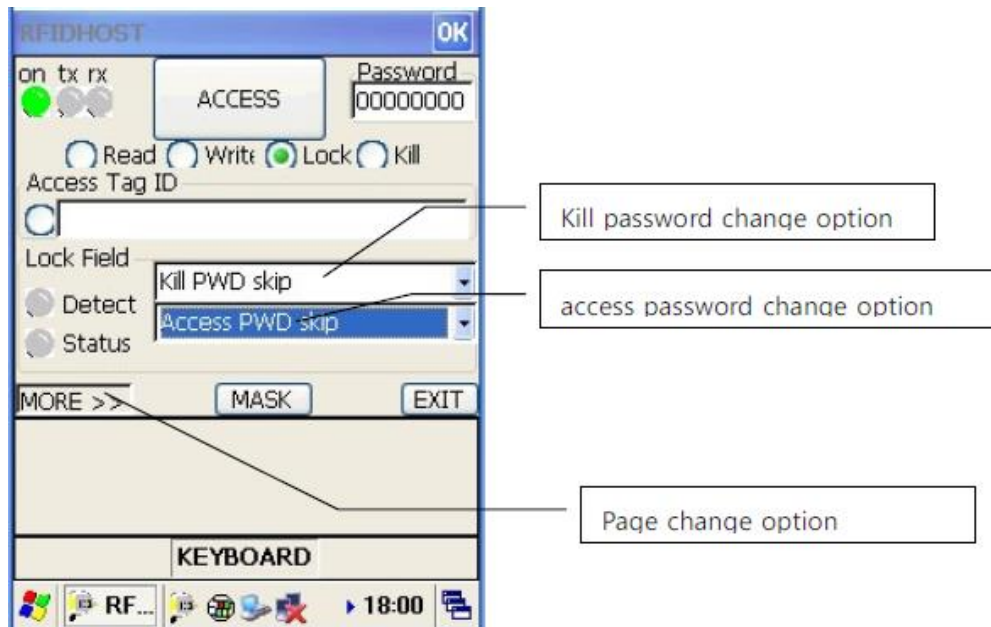 RFIDHOST OK
on tx rx
ACCESS
Password
00000000
Read Write Lock Kill
Access Tag ID
Kill password change option
Lock Field
Kill PWD skip
Detect
access password change option
Access PWD skip
Status
MORE >> MASK EXIT
Page change option
KEYBOARD
RF... 18:00